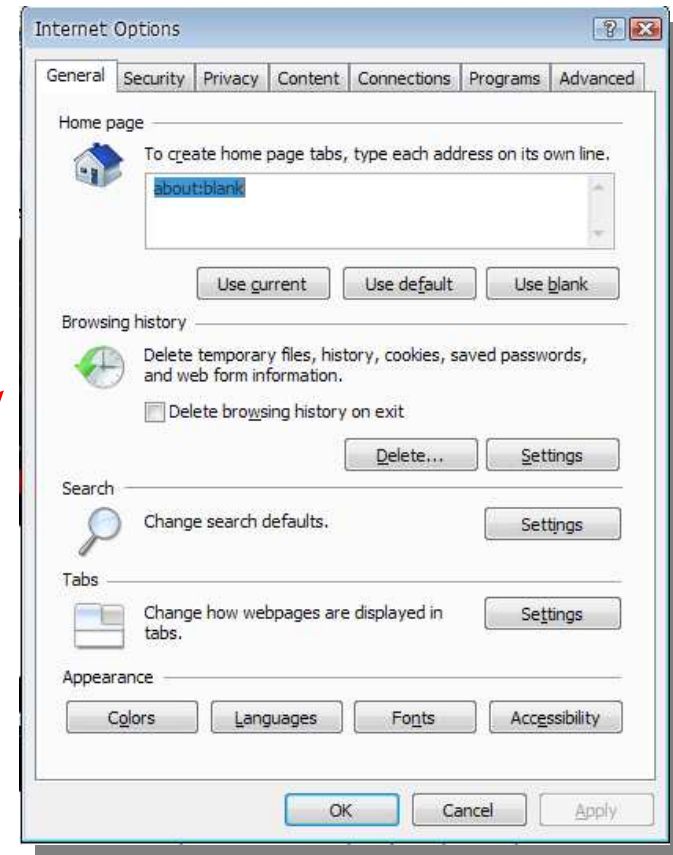 Internet Options
General Security Privacy Content Connections Programs Advanced
Home page
To create home page tabs, type each address on its own line.
about:blank
Use current Use default Use blank
Browsing history
Delete temporary files, history, cookies, saved passwords,
and web form information.
Delete browsing history on exit
Delete... Settings
Search
Change search defaults. Settings
Tabs
Change how webpages are displayed in Settings
tabs.
Appearance
Colors Languages Fonts Accessibility
OK Cancel Apply